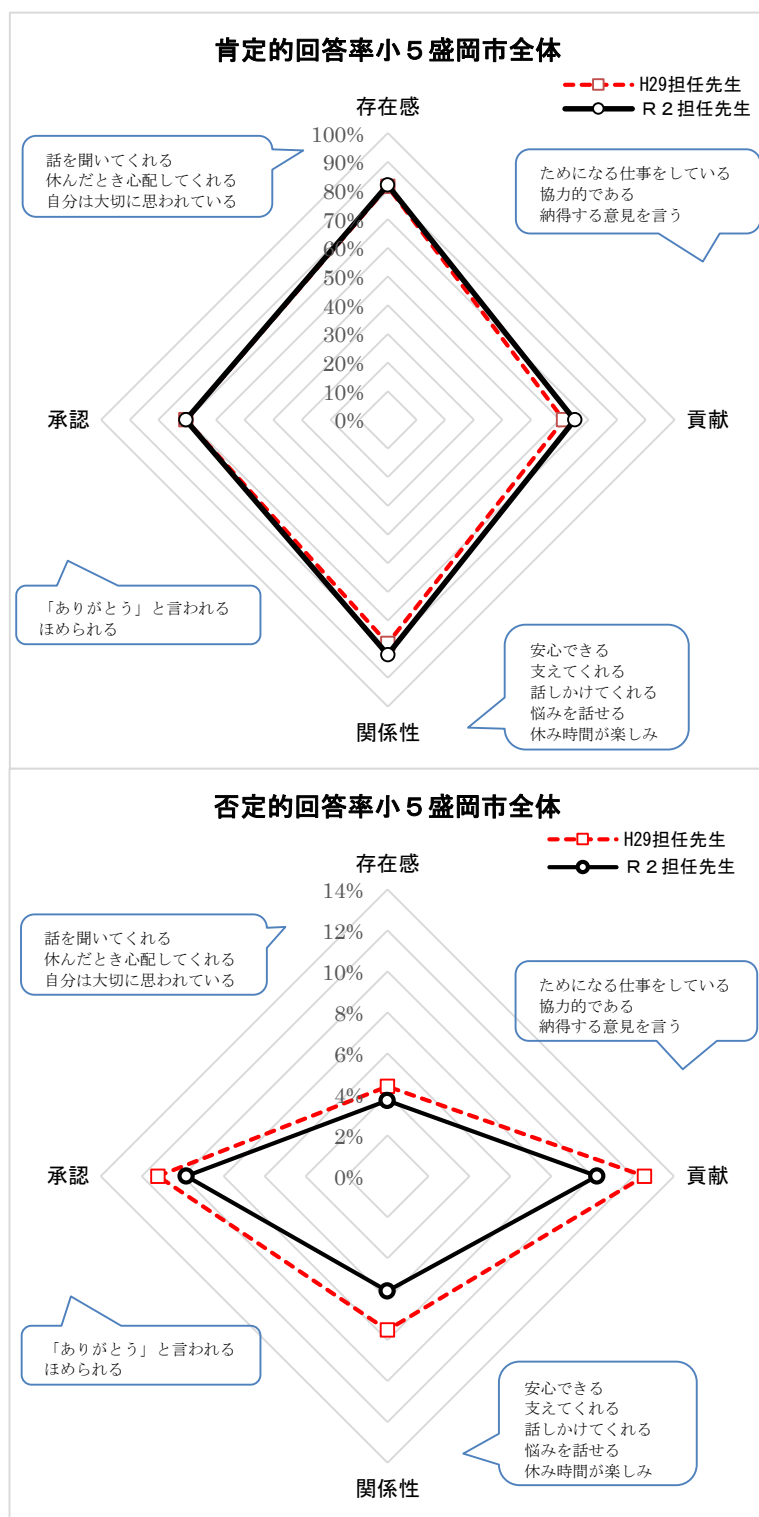 肯定的回答率小５盛岡市全体
H29担任先生
Ｒ２担任先生
存在感
100%
90%
80%
70%
60%
50%
40%
30%
20%
10%
0%
話を聞いてくれる
休んだとき心配してくれる
自分は大切に思われている
ためになる仕事をしている
協力的である
納得する意見を言う
承認
貢献
「ありがとう」と言われる
ほめられる
安心できる
支えてくれる
話しかけてくれる
悩みを話せる
休み時間が楽しみ
関係性
否定的回答率小５盛岡市全体
H29担任先生
Ｒ２担任先生
存在感
14%
12%
10%
8%
6%
4%
2%
0%
話を聞いてくれる
休んだとき心配してくれる
自分は大切に思われている
ためになる仕事をしている
協力的である
納得する意見を言う
承認
貢献
「ありがとう」と言われる
ほめられる
安心できる
支えてくれる
話しかけてくれる
悩みを話せる
休み時間が楽しみ
関係性